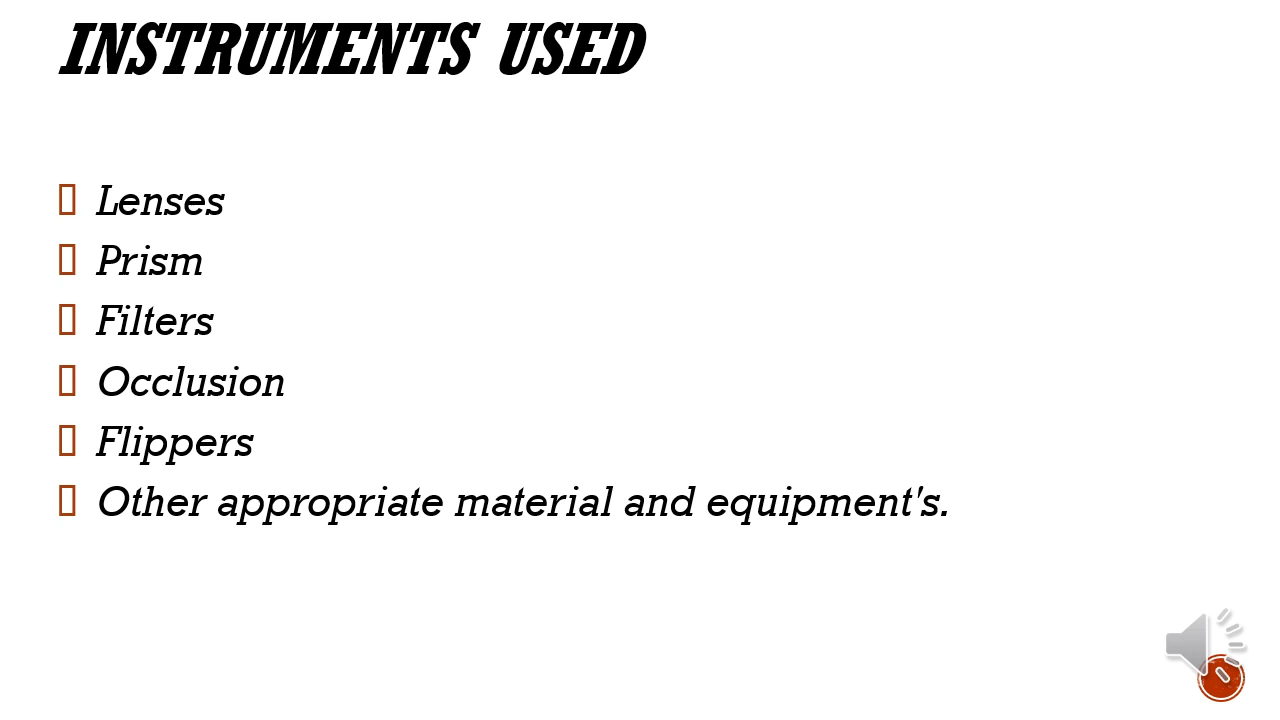 INSTRUMENTS USED
Lenses
Prism
Filters
Occlusion
Flippers
Other appropriate material and equipment's.